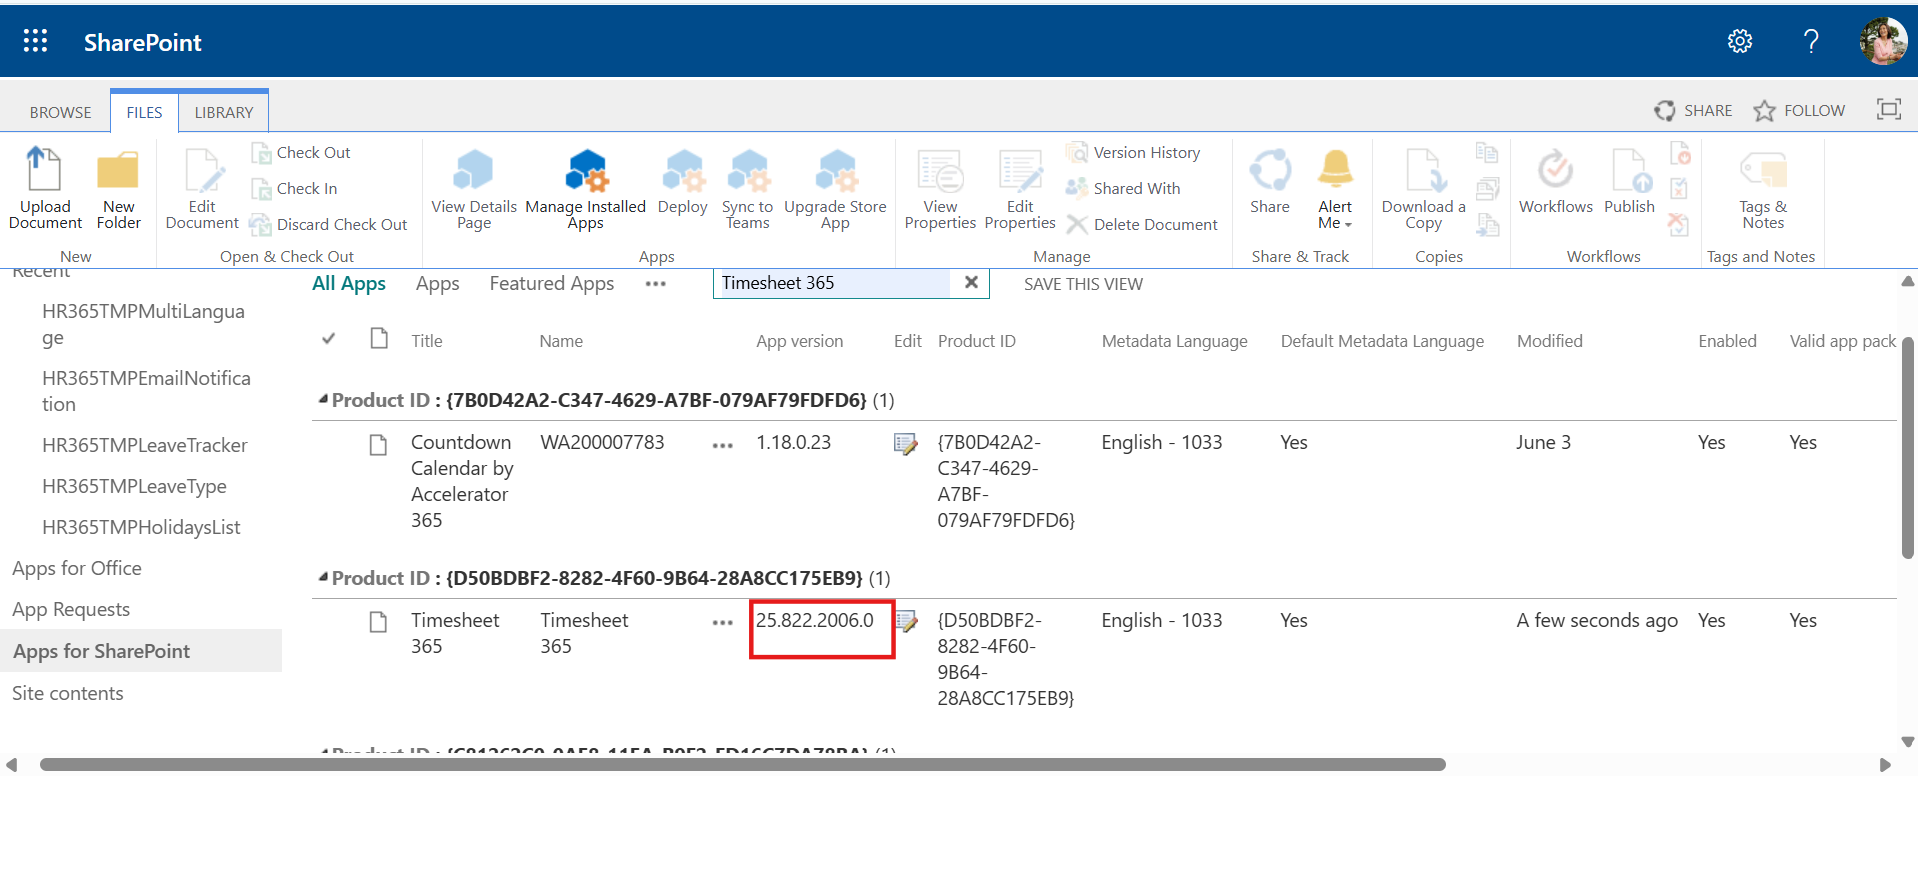 SharePoint
BROWSE
FILES
LIBRARY
SHARE
FOLLOW
Upload
Document
New
Folder
New
Edit
Document
Check Out
Check In
Discard Check Out
Open & Check Out
View Details
Page
Manage Installed
Apps
Deploy
Sync to
Teams
Upgrade Store
App
Apps
View
Properties
Edit
Properties
Version History
Shared With
Delete Document
Manage
Share
Alert
Me
Share & Track
Download a
Copy
Copies
Workflows
Publish
Workflows
Tags &
Notes
Tags and Notes
Recent
HR365TMPMultiLangua
ge
HR365TMPEmailNotifica
tion
HR365TMPLeaveTracker
HR365TMPLeaveType
HR365TMPHolidaysList
Apps for Office
App Requests
Apps for SharePoint
Site contents
All Apps
Apps
Featured Apps
Timesheet 365
SAVE THIS VIEW
Title
Name
App version
Edit
Product ID
Metadata Language
Default Metadata Language
Modified
Enabled
Valid app pack
Product ID : {7B0D42A2-C347-4629-A7BF-079AF79FDFD6} (1)
Countdown
Calendar by
Accelerator
365
WA200007783
1.18.0.23
{7B0D42A2-
C347-4629-
A7BF-
079AF79FDFD6}
English - 1033
Yes
June 3
Yes
Yes
Product ID : {D50BDBF2-8282-4F60-9B64-28A8CC175EB9} (1)
Timesheet
365
Timesheet
365
25.822.2006.0
{D50BDBF2-
8282-4F60-
9B64-
28A8CC175EB9}
English - 1033
Yes
A few seconds ago
Yes
Yes